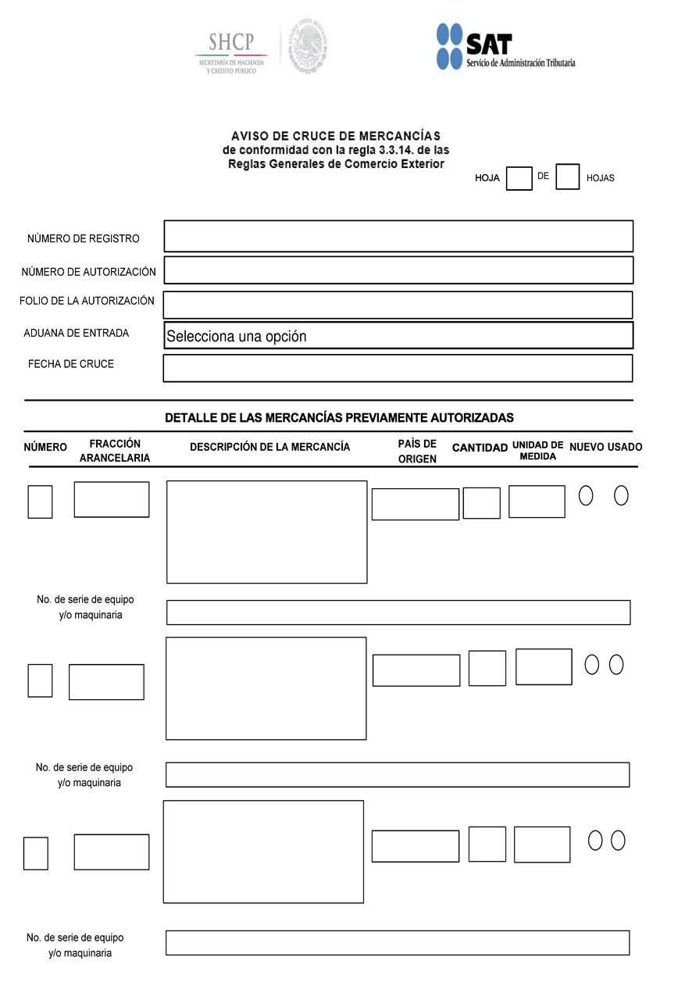 SHCP
SECRETARÍA DE HACIENDA
Y CRÉDITO PÚBLICO
ESTADOS UNIDOS MEXICANOS
SAT
Servicio de Administración Tributaria
AVISO DE CRUCE DE MERCANCÍAS
de conformidad con la regla 3.3.14. de las
Reglas Generales de Comercio Exterior
HOJA DE HOJAS
NÚMERO DE REGISTRO
NÚMERO DE AUTORIZACIÓN
FOLIO DE LA AUTORIZACIÓN
ADUANA DE ENTRADA Selecciona una opción
FECHA DE CRUCE
DETALLE DE LAS MERCANCÍAS PREVIAMENTE AUTORIZADAS
NÚMERO
FRACCIÓN
ARANCELARIA
DESCRIPCIÓN DE LA MERCANCÍA
PAÌS DE
ORIGEN
CANTIDAD
UNIDAD DE
MEDIDA
NUEVO USADO
No. de serie de equipo
y/o maquinaria
No. de serie de equipo
y/o maquinaria
No. de serie de equipo
y/o maquinaria